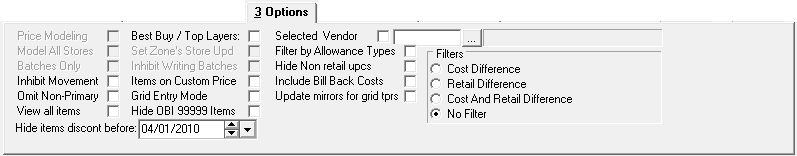 3 Options
Price Modeling Best Buy / Top Layers: Selected Vendor ...
Model All Stores Set Zone's Store Upd Filter by Allowance Types Filters
Batches Only Inhibit Writing Batches Hide Non retail upcs Cost Difference
Inhibit Movement Items on Custom Price Include Bill Back Costs Retail Difference
Omit Non-Primary Grid Entry Mode Update mirrors for grid tprs Cost And Retail Difference
View all items Hide OBI 99999 Items No Filter
Hide items discont before: 04/01/2010